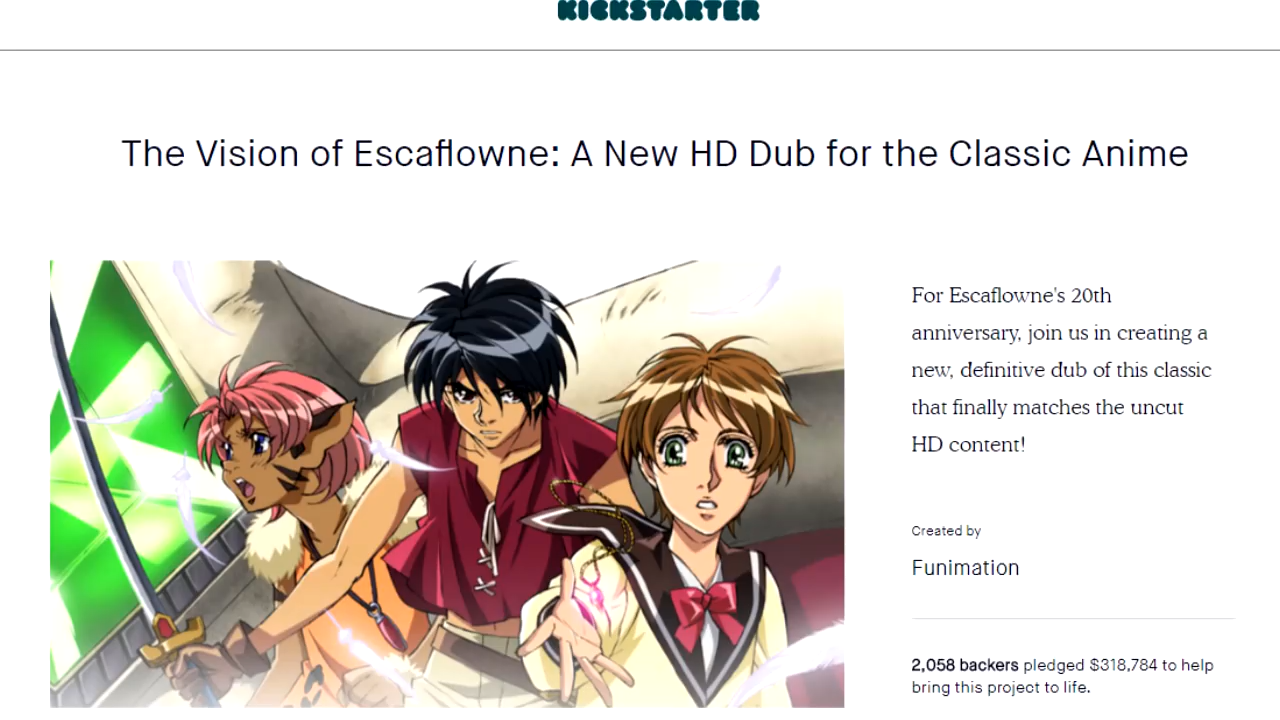 KICKSTARTER
The Vision of Escaflowne: A New HD Dub for the Classic Anime
For Escaflowne's 20th
anniversary, join us in creating a
new, definitive dub of this classic
that finally matches the uncut
HD content!
Created by
Funimation
2,058 backers pledged $318,784 to help
bring this project to life.